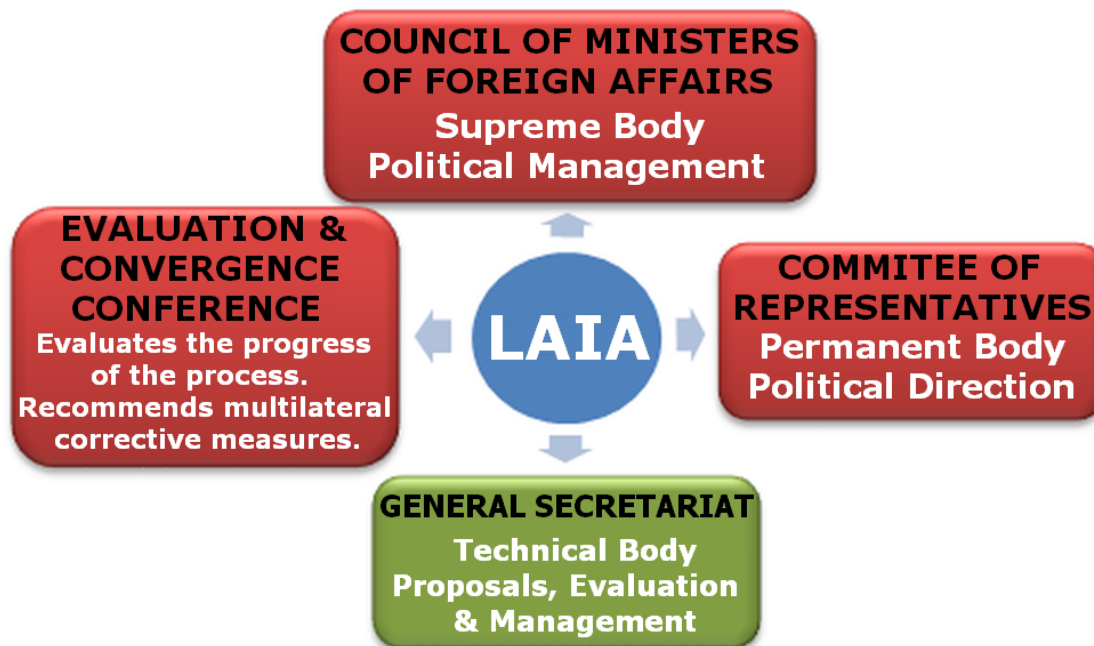 COUNCIL OF MINISTERS
OF FOREIGN AFFAIRS
Supreme Body
Political Management
EVALUATION &
CONVERGENCE
CONFERENCE
Evaluates the progress
of the process.
Recommends multilateral
corrective measures.
LAIA
COMMITEE OF
REPRESENTATIVES
Permanent Body
Political Direction
GENERAL SECRETARIAT
Technical Body
Proposals, Evaluation
& Management